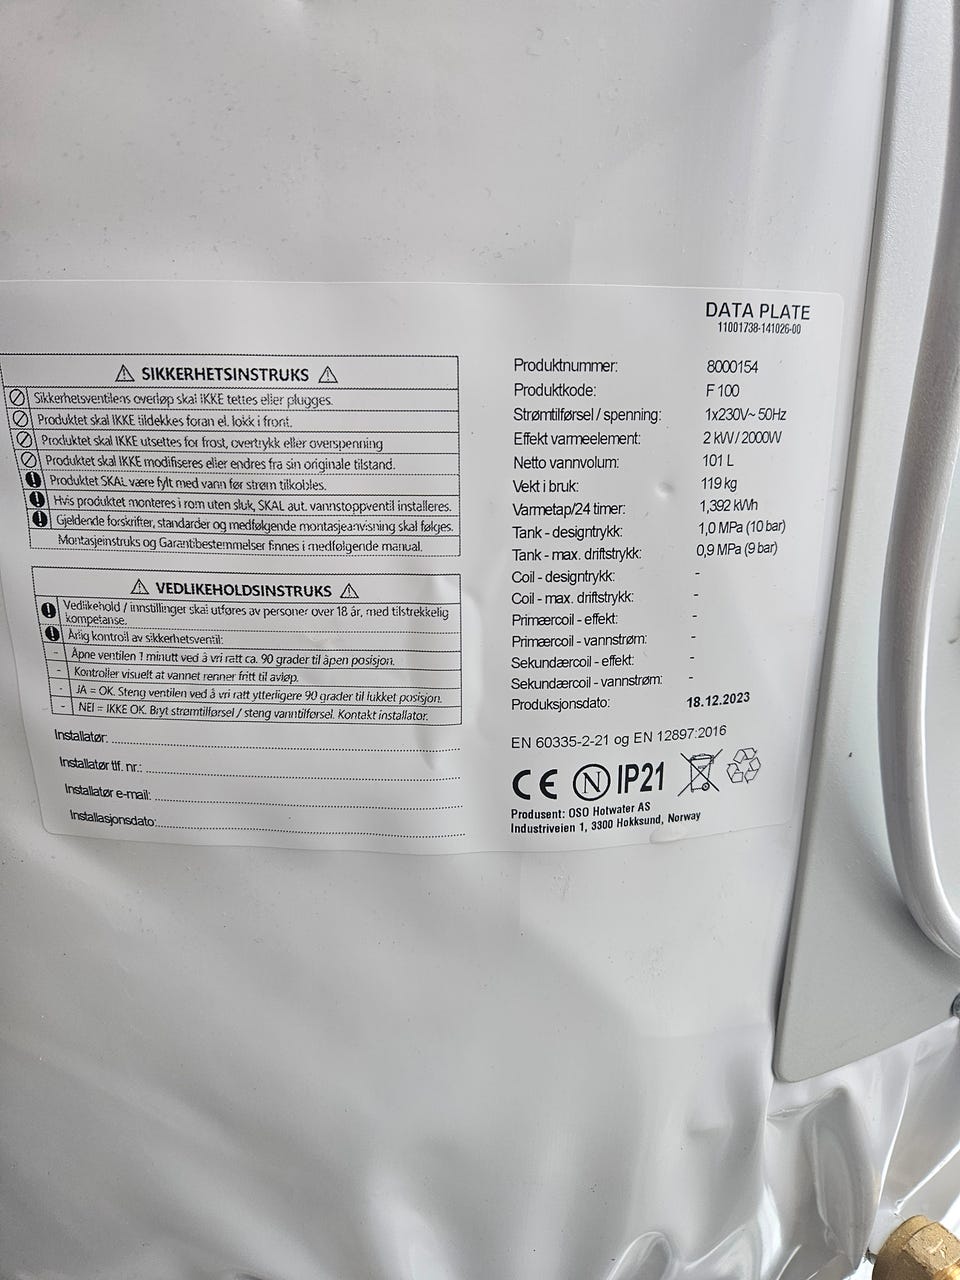 DATA PLATE
11001738-141026-00
SIKKERHETSINSTRUKS
Sikkerhetsventilens overløp skal IKKE tettes eller plugges.
Produktet skal IKKE tildekkes foran el. lokk i front.
Produktet skal IKKE utsettes for frost, overtrykk eller overspenning
Produktet skal IKKE modifiseres eller endres fra sin originale tilstand.
Produktet SKAL være fylt med vann før strøm tilkobles.
Hvis produktet monteres i rom uten sluk, SKAL aut. vannstoppventil installeres.
Gjeldende forskrifter, standarder og medfølgende montasjeanvisning skal følges.
Montasjeinstruks og Garantibestemmelser finnes i medfølgende manual.
VEDLIKEHOLDSINSTRUKS
Vedlikehold / innstillinger skal utføres av personer over 18 år, med tilstrekkelig
kompetanse.
Årlig kontroll av sikkerhetsventil:
- Åpne ventilen 1 minutt ved å vri ratt ca. 90 grader til åpen posisjon.
- Kontroller visuelt at vannet renner fritt til avløp.
- JA = OK. Steng ventilen ved å vri ratt ytterligere 90 grader til lukket posisjon.
- NEI = IKKE OK. Bryt strømtilførsel / steng vanntilførsel. Kontakt installatør.
Installatør:
Installatør tlf. nr.:
Installatør e-mail:
Installasjonsdato:
Produktnummer: 8000154
Produktkode: F 100
Strømtilførsel / spenning: 1x230V~ 50Hz
Effekt varmeelement: 2 kW / 2000W
Netto vannvolum: 101 L
Vekt i bruk: 119 kg
Varmetap/24 timer: 1,392 kWh
Tank - designtrykk: 1,0 MPa (10 bar)
Tank - max. driftstrykk: 0,9 MPa (9 bar)
Coil - designtrykk: -
Coil - max. driftstrykk: -
Primærcoil - effekt: -
Primærcoil - vannstrøm: -
Sekundærcoil - effekt: -
Sekundærcoil - vannstrøm: -
Produksjonsdato: 18.12.2023
EN 60335-2-21 og EN 12897:2016
CE N IP21
Produsent: OSO Hotwater AS
Industriveien 1, 3300 Hokksund, Norway